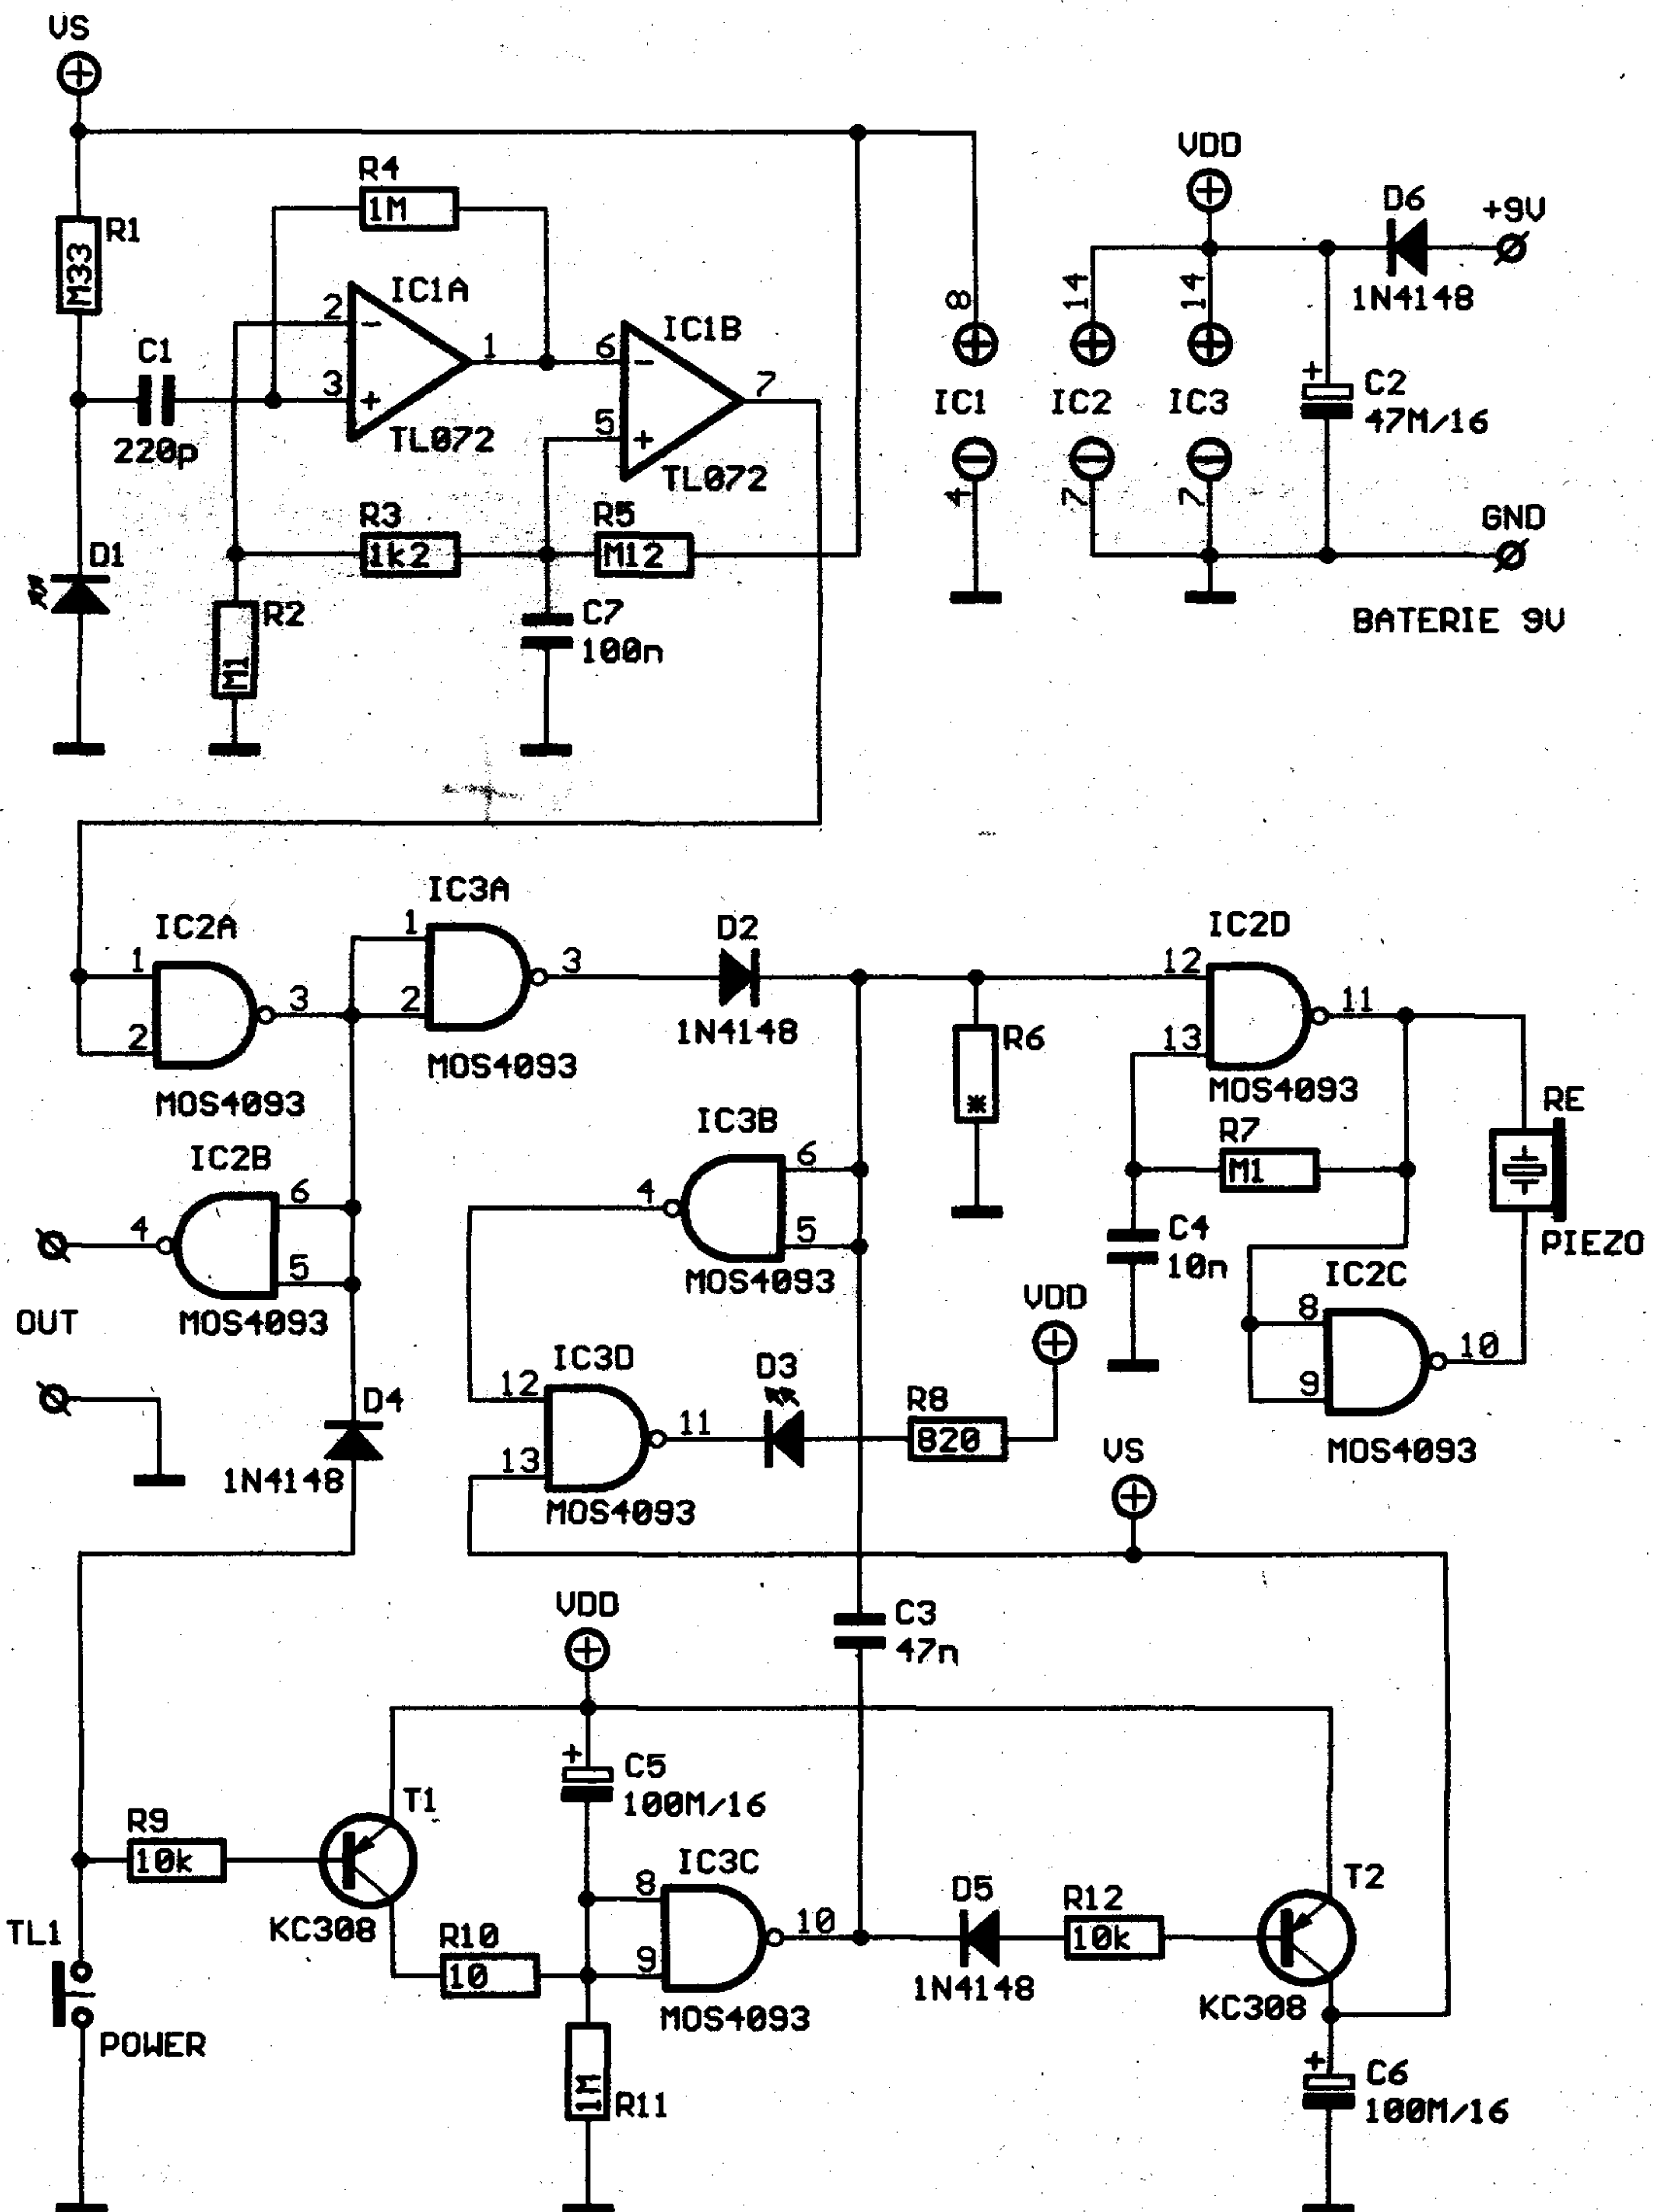 VS
R1
M33
R4
1M
IC1A
2
3
1
TL072
C1
220p
IC1B
6
5
7
TL072
R3
1k2
R5
M12
D1
R2
M1
C7
100n
VDD
D6
+9V
1N4148
8
14
14
IC1
IC2
IC3
4
7
7
C2
47M/16
GND
BATERIE 9V
IC2A
1
2
3
MOS4093
IC3A
1
2
3
MOS4093
D2
1N4148
IC2D
12
13
11
MOS4093
R6
*
RE
PIEZO
IC2B
6
5
4
MOS4093
OUT
IC3B
6
5
4
MOS4093
R7
M1
C4
10n
IC2C
8
9
10
MOS4093
D4
1N4148
IC3D
12
13
11
MOS4093
D3
R8
820
VDD
VS
C3
47n
VDD
C5
100M/16
T1
KC308
R9
10k
TL1
POWER
R10
10
IC3C
8
9
10
MOS4093
R11
1M
D5
1N4148
R12
10k
T2
KC308
C6
100M/16